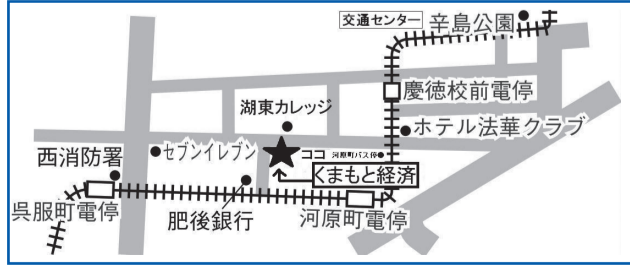 交通センター
辛島公園
慶徳校前電停
湖東カレッジ
ホテル法華クラブ
セブンイレブン
ココ
河原町バス停
西消防署
くまもと経済
呉服町電停
肥後銀行
河原町電停